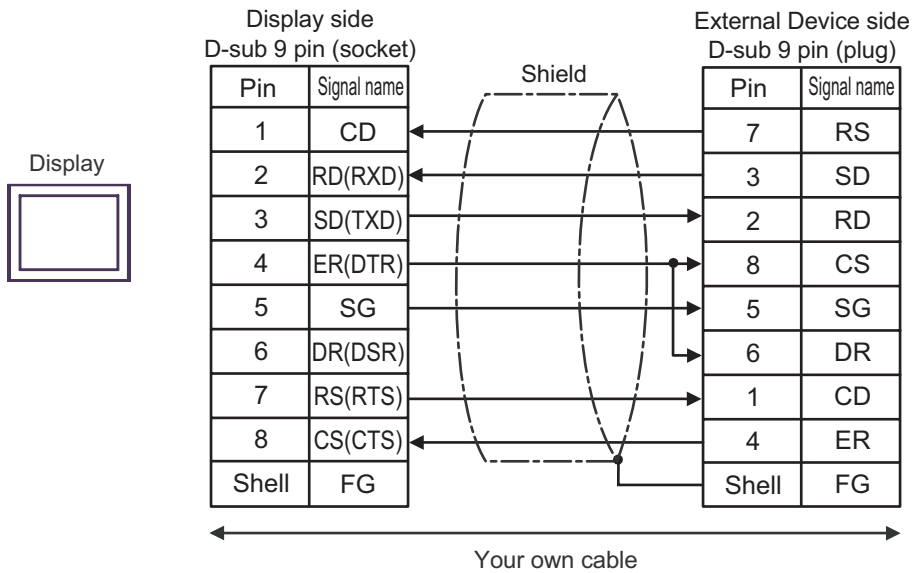 Display side
D-sub 9 pin (socket)
External Device side
D-sub 9 pin (plug)
Shield
Display
Pin Signal name
1 CD
2 RD(RXD)
3 SD(TXD)
4 ER(DTR)
5 SG
6 DR(DSR)
7 RS(RTS)
8 CS(CTS)
Shell FG
Pin Signal name
7 RS
3 SD
2 RD
8 CS
5 SG
6 DR
1 CD
4 ER
Shell FG
Your own cable